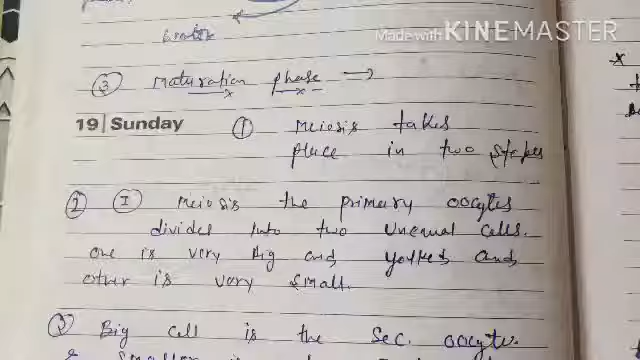 Made with KINEMASTER
③ Maturation phase →
19 | Sunday ① Meiosis takes
place in two stapes
② Ⓘ Meiosis the primary oocytes
divides into two unequal cells.
one is very big and yolked and
other is very small.
③ Big cell is the Sec. oocyte